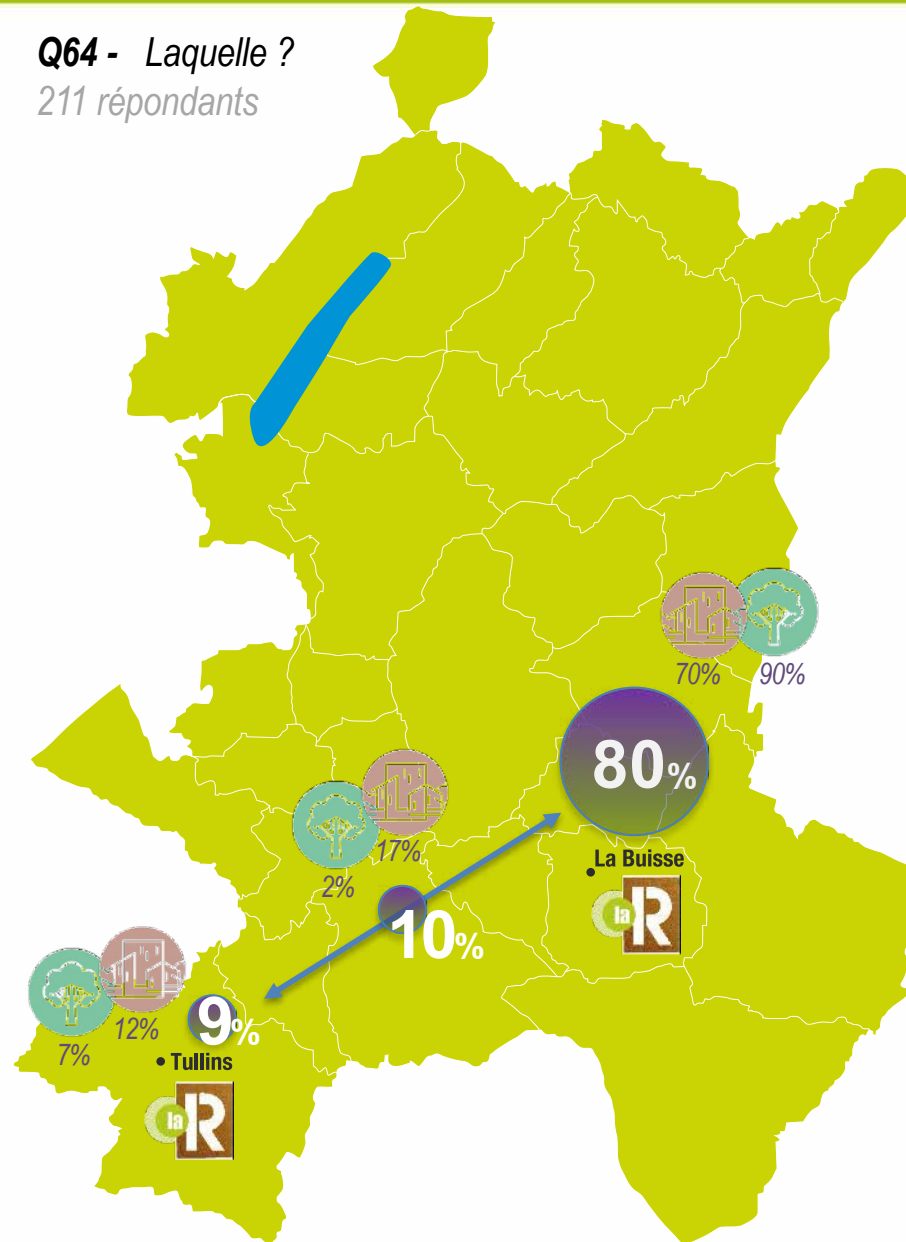 Q64 - Laquelle ?
211 répondants
70% 90%
80%
17%
2%
La Buisse
la R
10%
9%
12%
7%
Tullins
la R